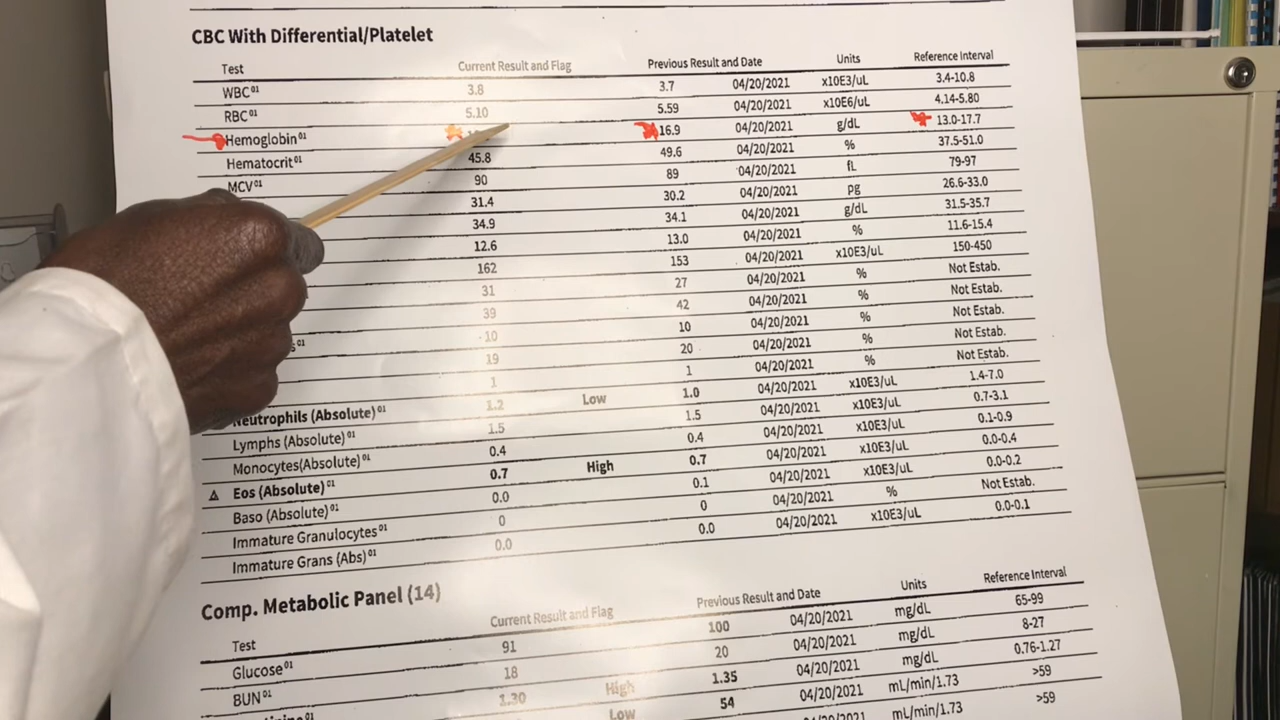 CBC With Differential/Platelet
Test Current Result and Flag Previous Result and Date Units Reference Interval
WBC⁰¹ 3.8 3.7 04/20/2021 x10E3/uL 3.4-10.8
RBC⁰¹ 5.10 5.59 04/20/2021 x10E6/uL 4.14-5.80
Hemoglobin⁰¹ 16.9 04/20/2021 g/dL 13.0-17.7
Hematocrit⁰¹ 45.8 49.6 04/20/2021 % 37.5-51.0
MCV⁰¹ 90 89 04/20/2021 fL 79-97
31.4 30.2 04/20/2021 pg 26.6-33.0
34.9 34.1 04/20/2021 g/dL 31.5-35.7
12.6 13.0 04/20/2021 % 11.6-15.4
162 153 04/20/2021 x10E3/uL 150-450
31 27 04/20/2021 % Not Estab.
39 42 04/20/2021 % Not Estab.
10 10 04/20/2021 % Not Estab.
19 20 04/20/2021 % Not Estab.
1 1 04/20/2021 % Not Estab.
Neutrophils (Absolute)⁰¹ 1.2 Low 1.0 04/20/2021 x10E3/uL 1.4-7.0
Lymphs (Absolute)⁰¹ 1.5 1.5 04/20/2021 x10E3/uL 0.7-3.1
Monocytes(Absolute)⁰¹ 0.4 0.4 04/20/2021 x10E3/uL 0.1-0.9
Δ Eos (Absolute)⁰¹ 0.7 High 0.7 04/20/2021 x10E3/uL 0.0-0.4
Baso (Absolute)⁰¹ 0.0 0.1 04/20/2021 x10E3/uL 0.0-0.2
Immature Granulocytes⁰¹ 0 0 04/20/2021 % Not Estab.
Immature Grans (Abs)⁰¹ 0.0 0.0 04/20/2021 x10E3/uL 0.0-0.1
Comp. Metabolic Panel (14)
Test Current Result and Flag Previous Result and Date Units Reference Interval
Glucose⁰¹ 91 100 04/20/2021 mg/dL 65-99
BUN⁰¹ 18 20 04/20/2021 mg/dL 8-27
1.30 High 1.35 04/20/2021 mg/dL 0.76-1.27
Low 54 04/20/2021 mL/min/1.73 >59
mL/min/1.73 >59